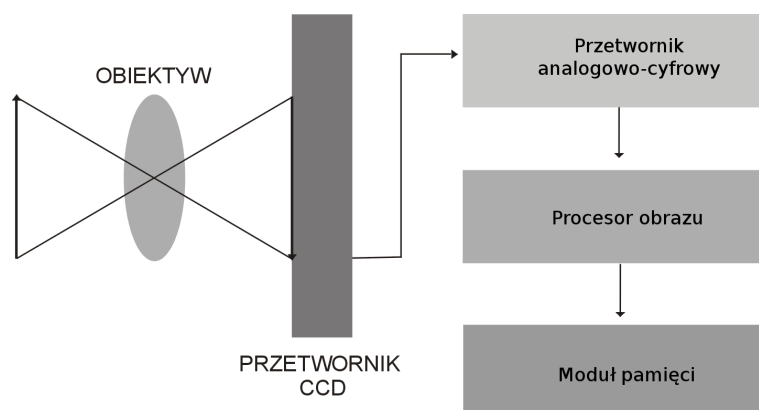 OBIEKTYW
PRZETWORNIK
CCD
Przetwornik
analogowo-cyfrowy
Procesor obrazu
Moduł pamięci